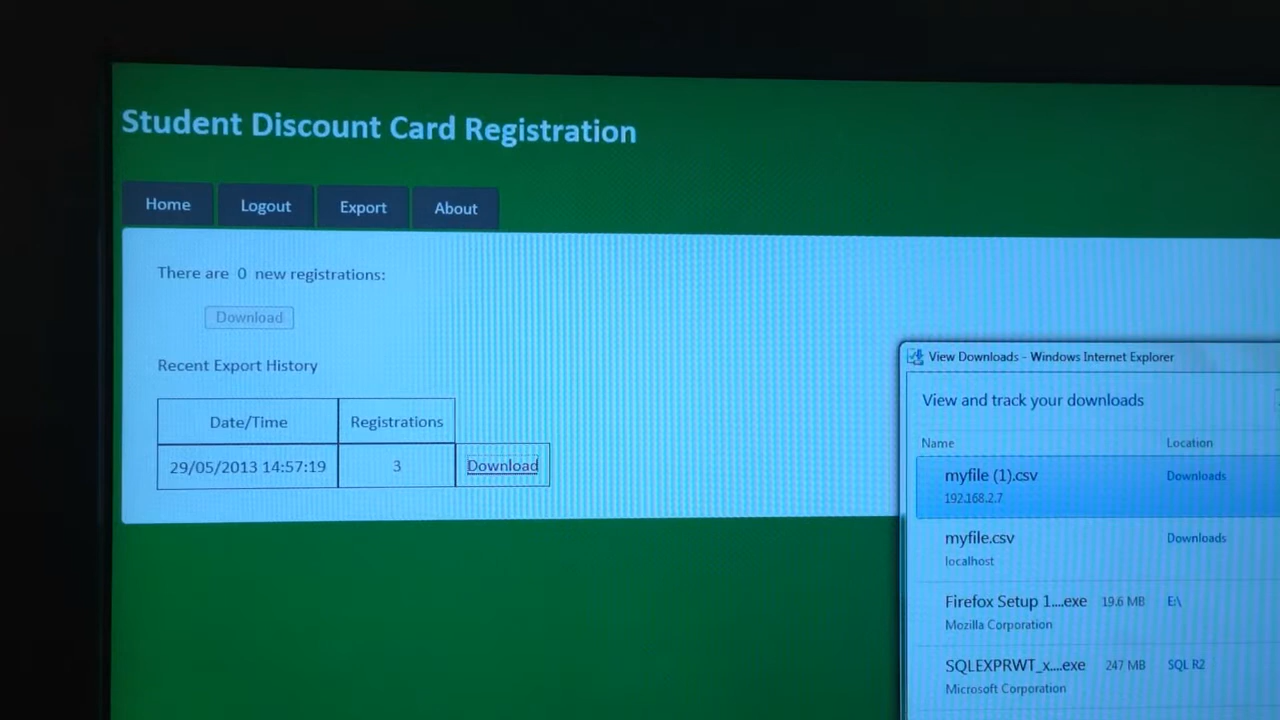 Student Discount Card Registration
Home Logout Export About
There are 0 new registrations:
Download
Recent Export History
Date/Time Registrations
29/05/2013 14:57:19 3 Download
View Downloads - Windows Internet Explorer
View and track your downloads
Name Location
myfile (1).csv Downloads
192.168.2.7
myfile.csv Downloads
localhost
Firefox Setup 1....exe 19.6 MB E:\
Mozilla Corporation
SQLEXPRWT_x....exe 247 MB SQL R2
Microsoft Corporation